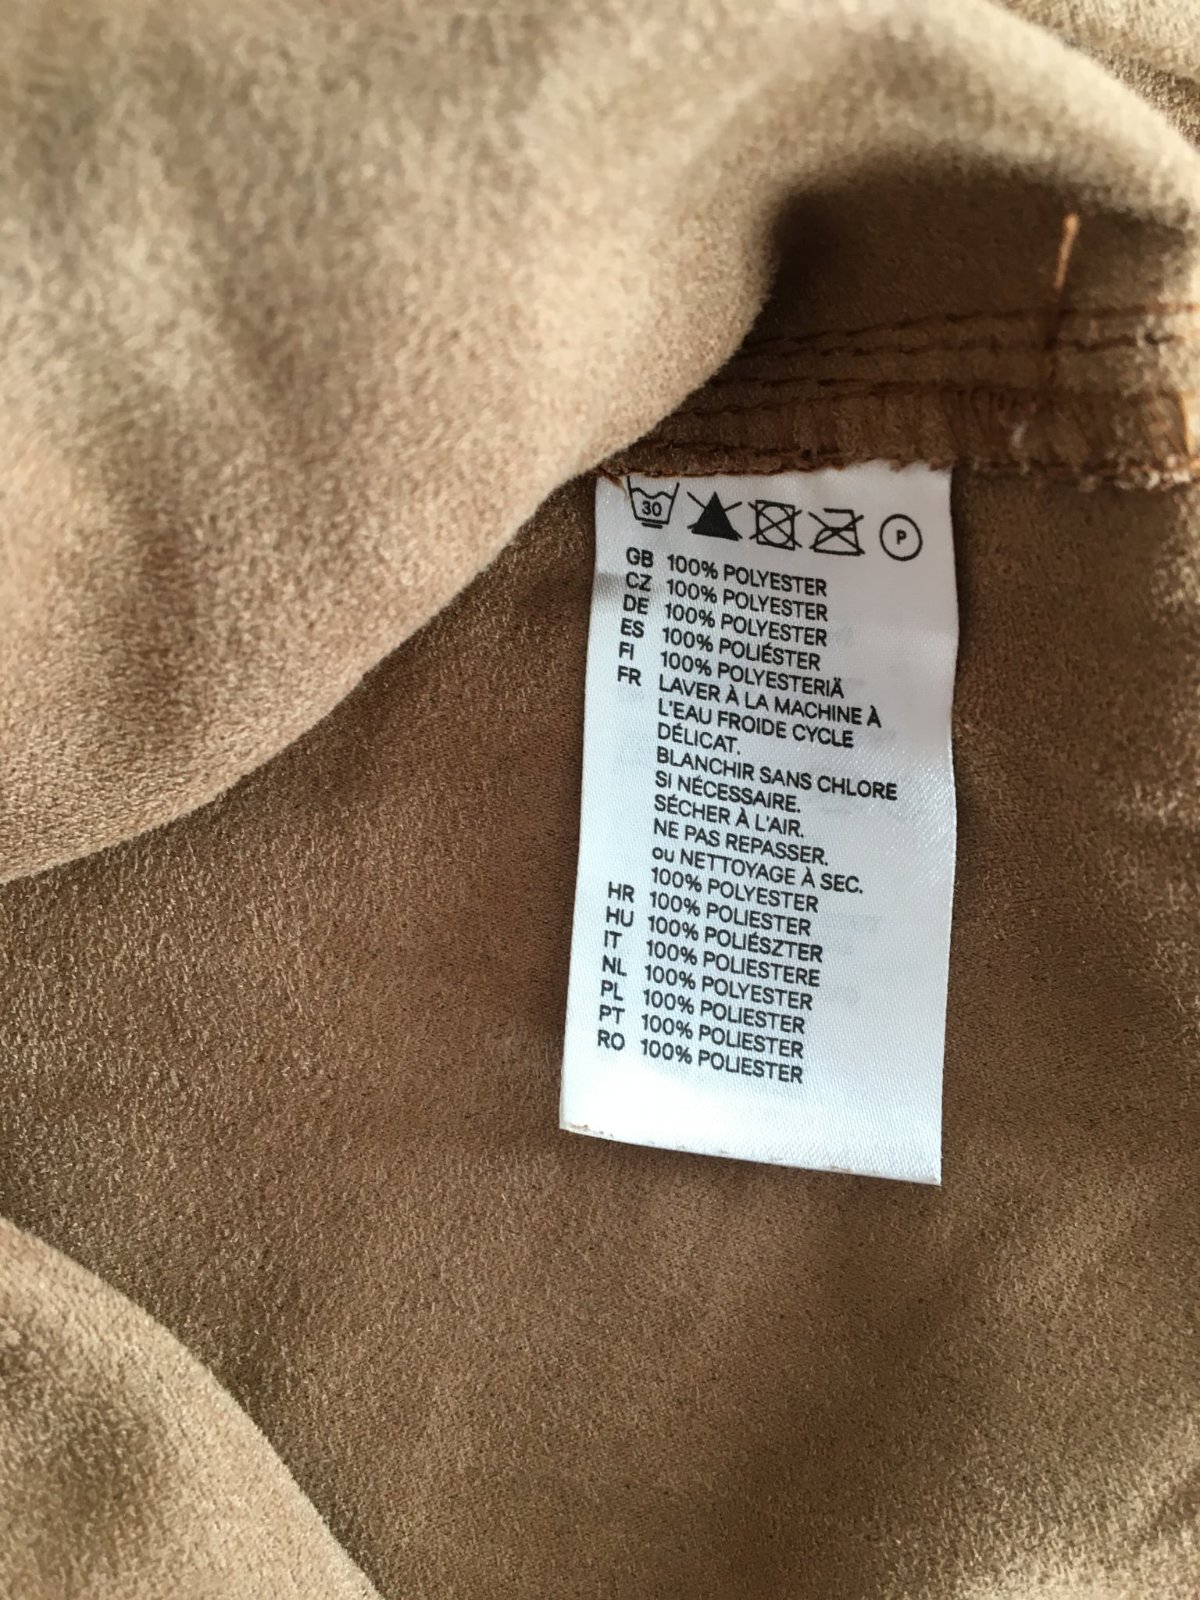 30 P
GB 100% POLYESTER
CZ 100% POLYESTER
DE 100% POLYESTER
ES 100% POLIÉSTER
FI 100% POLYESTERIÄ
FR LAVER À LA MACHINE À
L'EAU FROIDE CYCLE
DÉLICAT.
BLANCHIR SANS CHLORE
SI NÉCESSAIRE.
SÉCHER À L'AIR.
NE PAS REPASSER.
ou NETTOYAGE À SEC.
100% POLYESTER
HR 100% POLIESTER
HU 100% POLIÉSZTER
IT 100% POLIESTERE
NL 100% POLYESTER
PL 100% POLIESTER
PT 100% POLIESTER
RO 100% POLIESTER